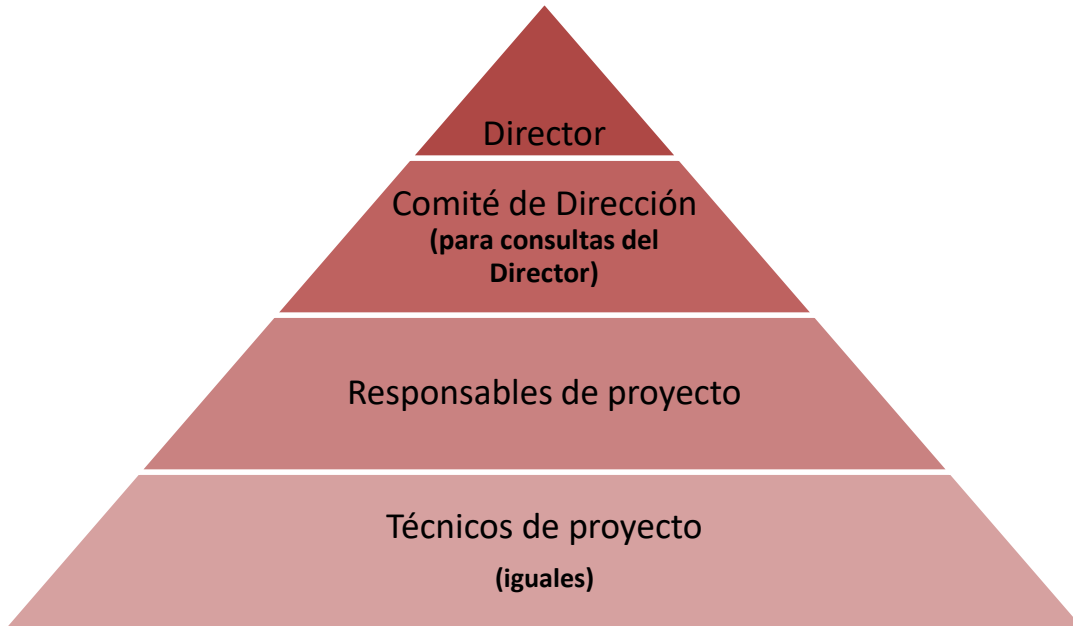 Director
Comité de Dirección
(para consultas del
Director)
Responsables de proyecto
Técnicos de proyecto
(iguales)